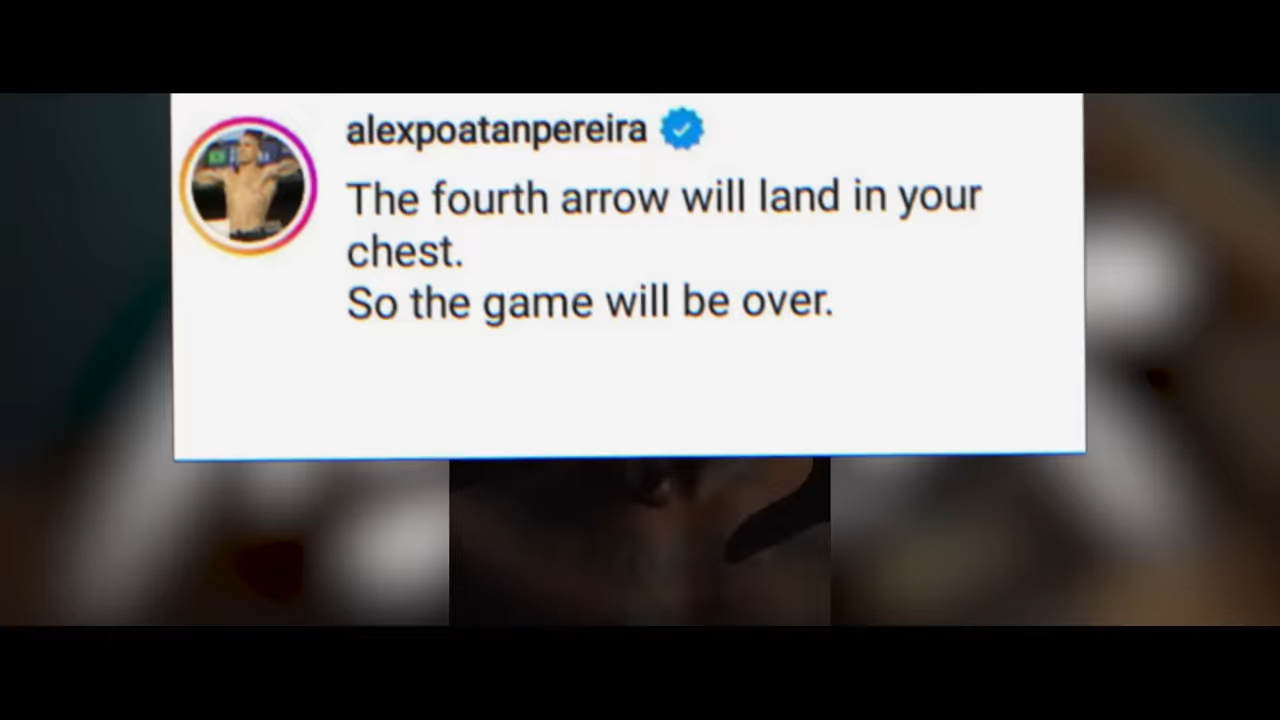 alexpoatanpereira
The fourth arrow will land in your
chest.
So the game will be over.